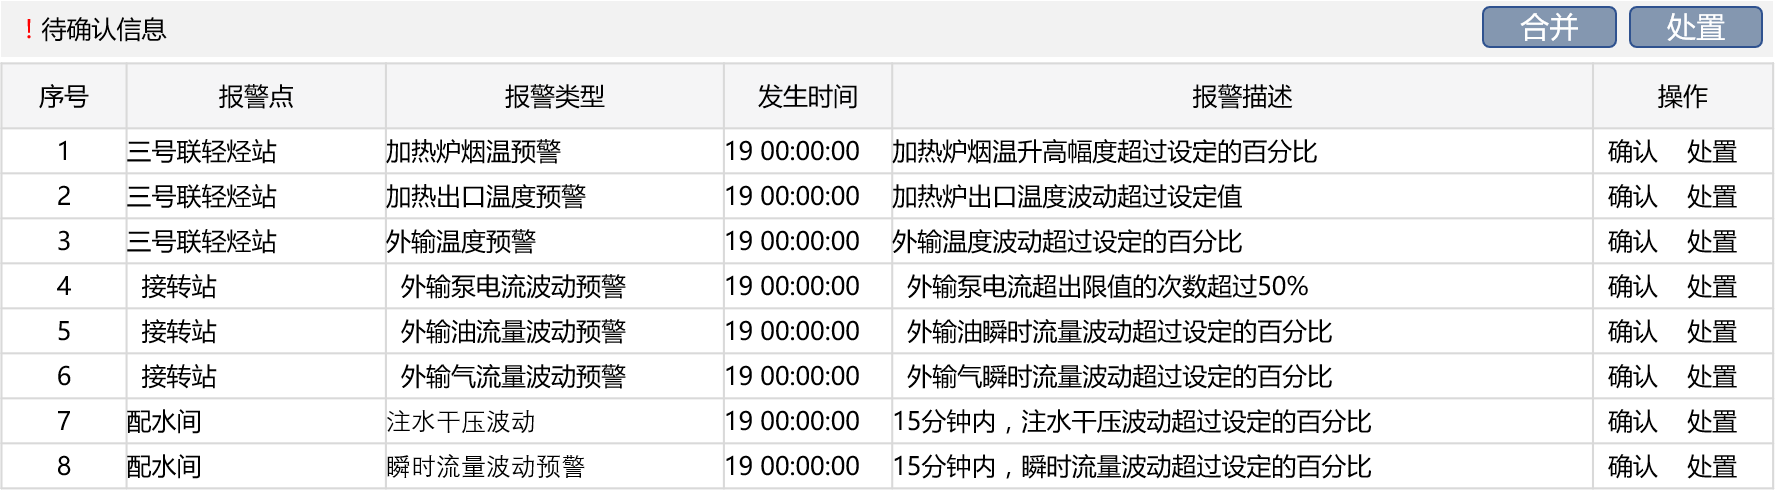 ！待确认信息 合并 处置
序号 报警点 报警类型 发生时间 报警描述 操作
1 三号联轻烃站 加热炉烟温预警 19 00:00:00 加热炉烟温升高幅度超过设定的百分比 确认 处置
2 三号联轻烃站 加热出口温度预警 19 00:00:00 加热炉出口温度波动超过设定值 确认 处置
3 三号联轻烃站 外输温度预警 19 00:00:00 外输温度波动超过设定的百分比 确认 处置
4 接转站 外输泵电流波动预警 19 00:00:00 外输泵电流超出限值的次数超过50% 确认 处置
5 接转站 外输油流量波动预警 19 00:00:00 外输油瞬时流量波动超过设定的百分比 确认 处置
6 接转站 外输气流量波动预警 19 00:00:00 外输气瞬时流量波动超过设定的百分比 确认 处置
7 配水间 注水干压波动 19 00:00:00 15分钟内，注水干压波动超过设定的百分比 确认 处置
8 配水间 瞬时流量波动预警 19 00:00:00 15分钟内，瞬时流量波动超过设定的百分比 确认 处置